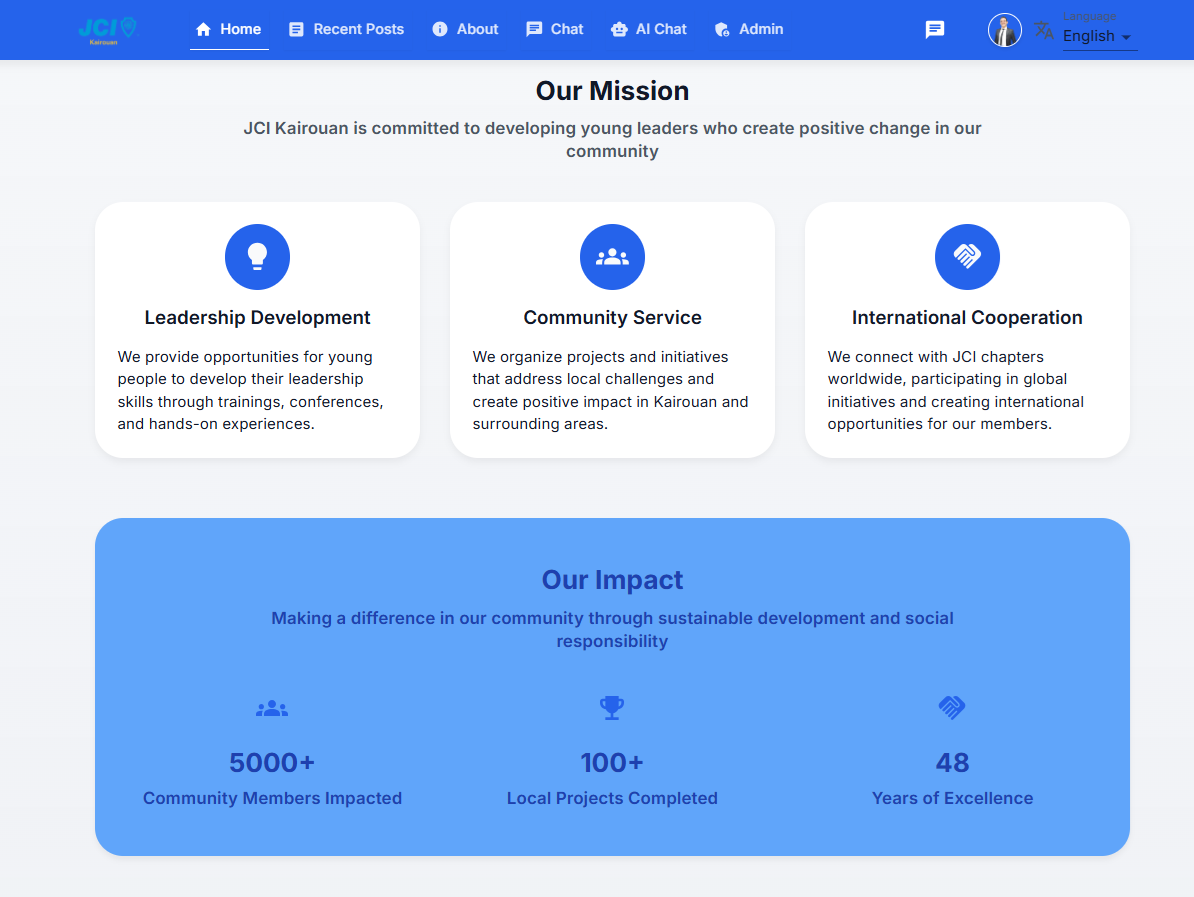 JCI
Kairouan
Home
Recent Posts
About
Chat
AI Chat
Admin
Language
English
Our Mission
JCI Kairouan is committed to developing young leaders who create positive change in our
community
Leadership Development
We provide opportunities for young
people to develop their leadership
skills through trainings, conferences,
and hands-on experiences.
Community Service
We organize projects and initiatives
that address local challenges and
create positive impact in Kairouan and
surrounding areas.
International Cooperation
We connect with JCI chapters
worldwide, participating in global
initiatives and creating international
opportunities for our members.
Our Impact
Making a difference in our community through sustainable development and social
responsibility
5000+
Community Members Impacted
100+
Local Projects Completed
48
Years of Excellence